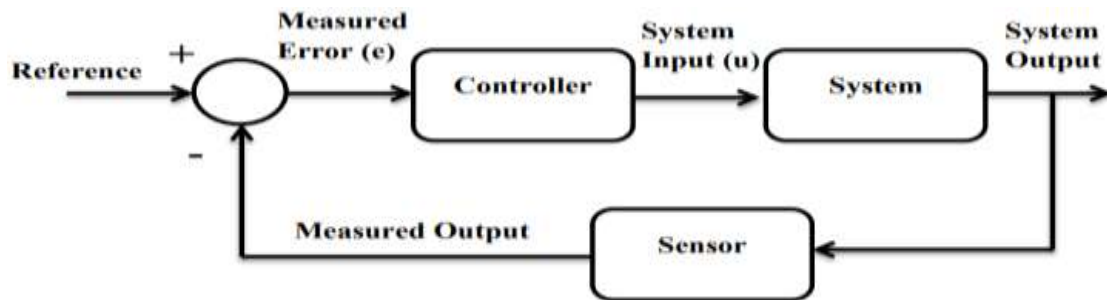 Reference
+
-
Measured
Error (e)
Controller
System
Input (u)
System
System
Output
Measured Output
Sensor